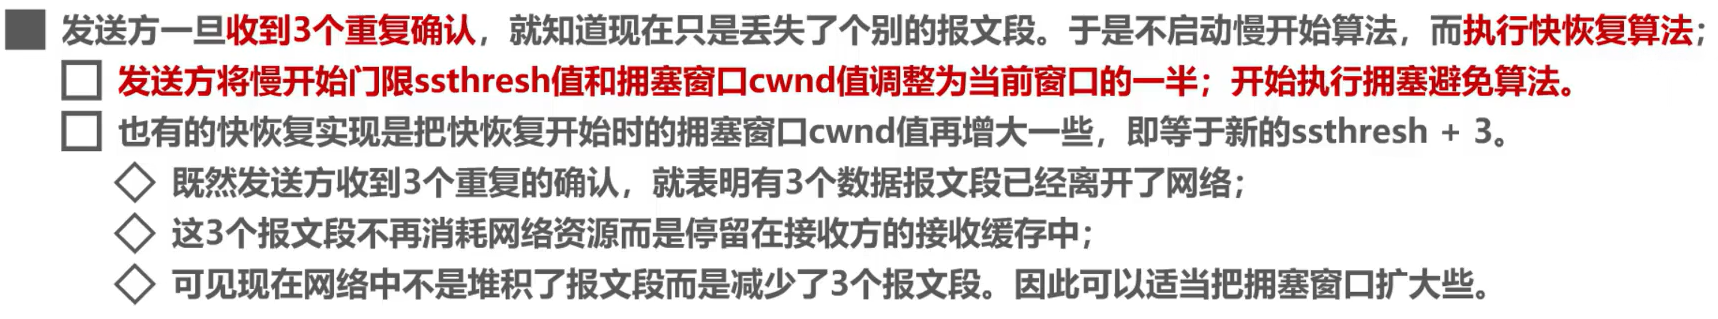 发送方一旦收到3个重复确认，就知道现在只是丢失了个别的报文段。于是不启动慢开始算法，而执行快恢复算法；
发送方将慢开始门限ssthresh值和拥塞窗口cwnd值调整为当前窗口的一半；开始执行拥塞避免算法。
也有的快恢复实现是把快恢复开始时的拥塞窗口cwnd值再增大一些，即等于新的ssthresh + 3。
既然发送方收到3个重复的确认，就表明有3个数据报文段已经离开了网络；
这3个报文段不再消耗网络资源而是停留在接收方的接收缓存中；
可见现在网络中不是堆积了报文段而是减少了3个报文段。因此可以适当把拥塞窗口扩大些。